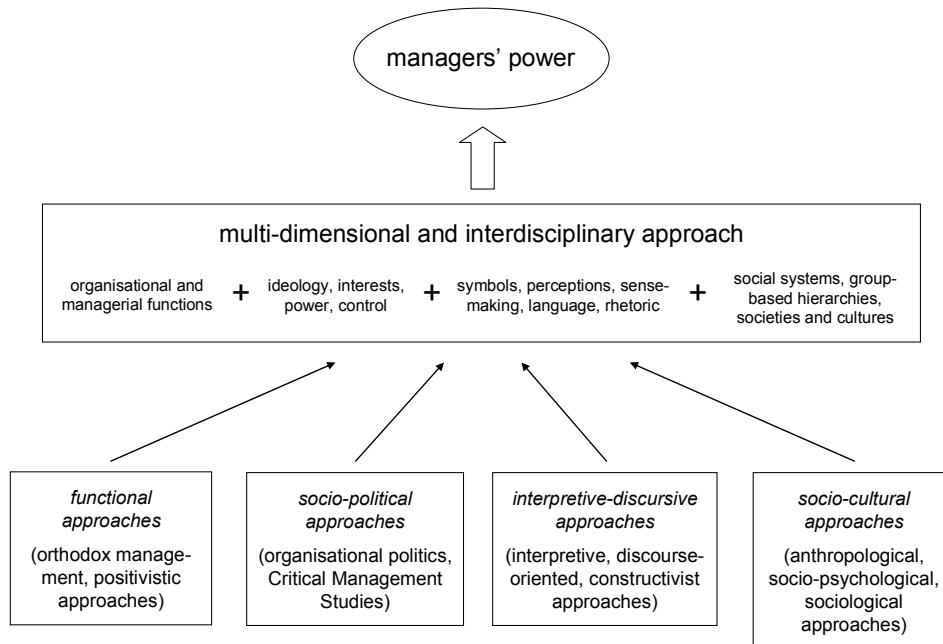 managers’ power
multi-dimensional and interdisciplinary approach
organisational and
managerial functions
+
ideology, interests,
power, control
+
symbols, perceptions, sense-
making, language, rhetoric
+
social systems, group-
based hierarchies,
societies and cultures
functional
approaches
(orthodox manage-
ment, positivistic
approaches)
socio-political
approaches
(organisational politics,
Critical Management
Studies)
interpretive-discursive
approaches
(interpretive, discourse-
oriented, constructivist
approaches)
socio-cultural
approaches
(anthropological,
socio-psychological,
sociological
approaches)